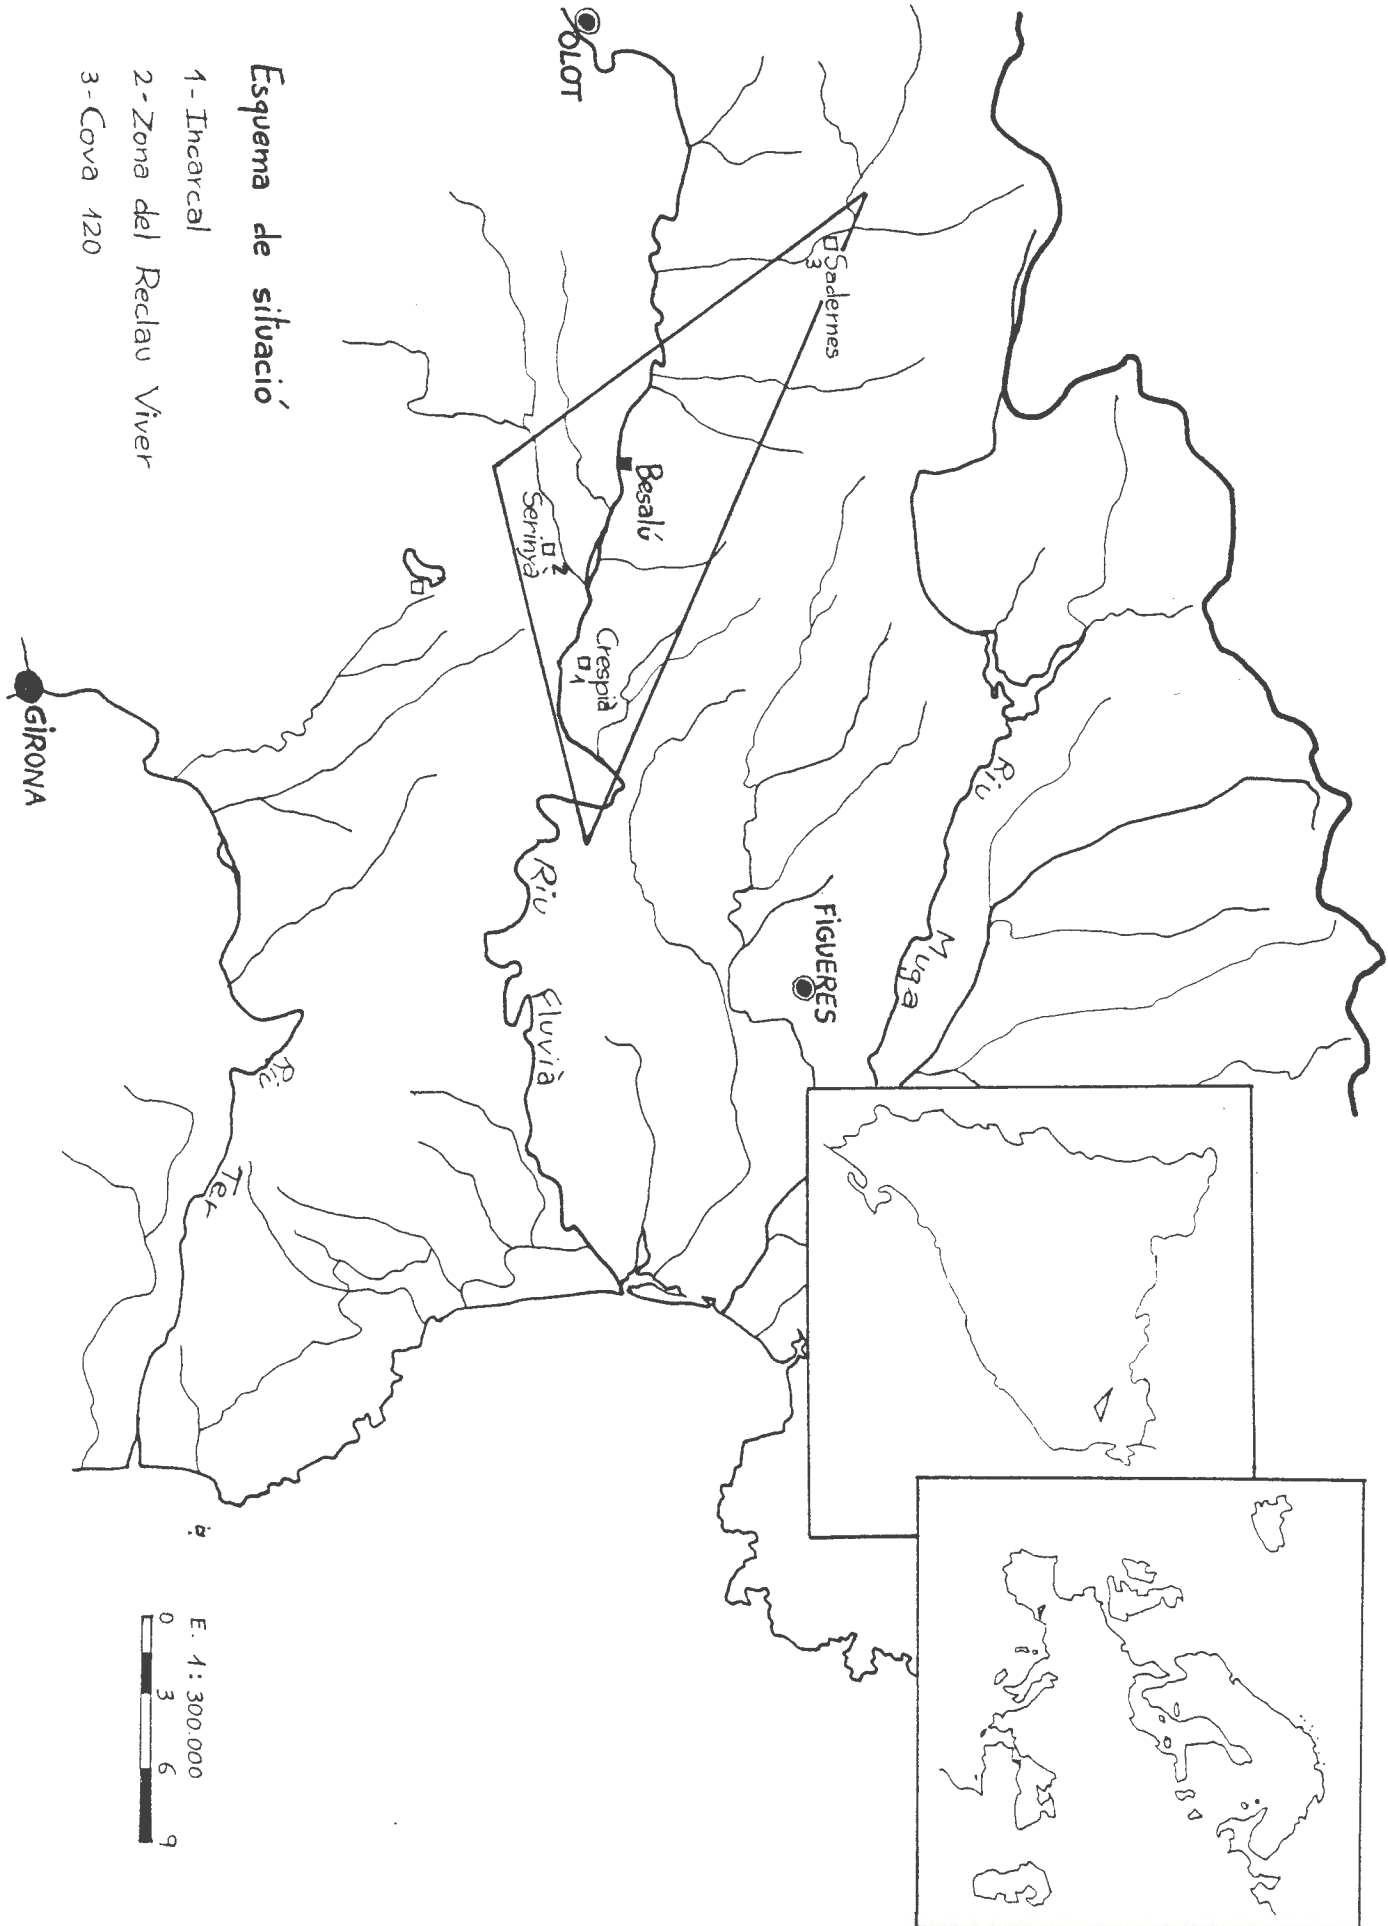 OLOT
Sadernes
3
Besalú
Serinyà
2
Crespià
1
FIGUERES
GIRONA
Riu
Muga
Riu
Fluvià
Riu
Ter
Esquema de situació
1- Incarcal
2- Zona del Reclau Viver
3- Cova 120
E. 1:300.000
0 3 6 9